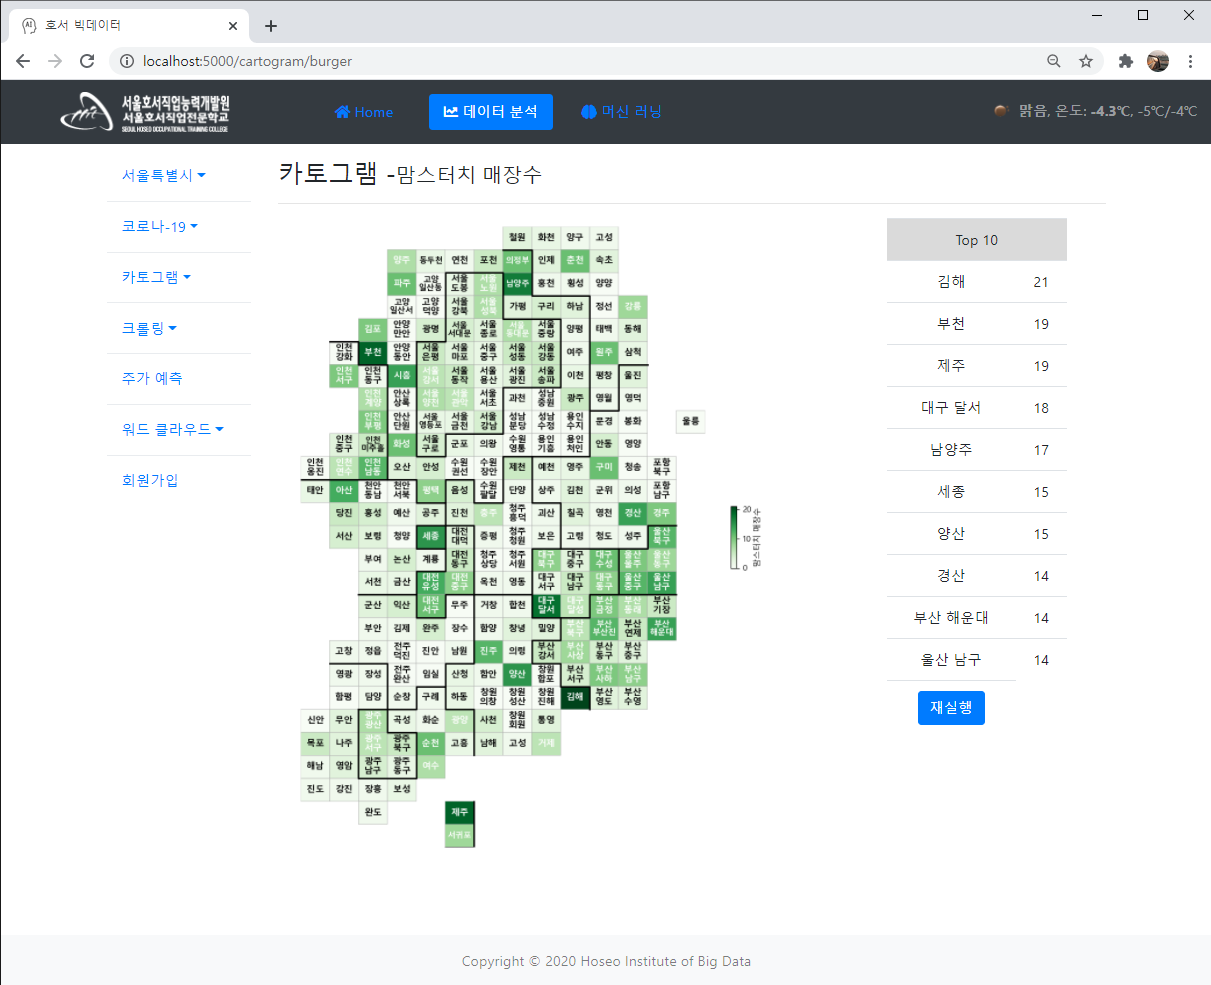 호서 빅데이터
localhost:5000/cartogram/burger
서울호서직업능력개발원
서울호서직업전문학교
SEOUL HOSEO OCCUPATIONAL TRAINING COLLEGE
Home
데이터 분석
머신 러닝
맑음, 온도: -4.3℃, -5℃/-4℃
서울특별시
코로나-19
카토그램
크롤링
주가 예측
워드 클라우드
회원가입
카토그램 -맘스터치 매장수
철원 화천 양구 고성
양주 동두천 연천 포천 의정부 인제 춘천 속초
파주 고양 일산동 서울 도봉 서울 노원 남양주 홍천 횡성 양양
고양 일산서 고양 덕양 서울 강북 서울 성북 가평 구리 하남 정선 강릉
김포 안양 만안 광명 서울 서대문 서울 종로 서울 동대문 서울 중랑 양평 태백 동해
인천 강화 부천 안양 동안 서울 은평 서울 마포 서울 중구 서울 성동 서울 강동 여주 원주 삼척
인천 서구 인천 동구 시흥 서울 강서 서울 동작 서울 용산 서울 광진 서울 송파 이천 평창 울진
인천 계양 안산 상록 서울 양천 서울 관악 서울 서초 과천 성남 중원 광주 영월 영덕
인천 부평 안산 단원 서울 영등포 서울 금천 서울 강남 성남 분당 성남 수정 용인 수지 문경 봉화 울릉
인천 중구 인천 미추홀 화성 서울 구로 군포 의왕 수원 영통 용인 기흥 용인 처인 안동 영양
인천 옹진 인천 연수 인천 남동 오산 안성 수원 권선 수원 장안 제천 예천 영주 구미 청송 포항 북구
태안 아산 천안 동남 천안 서북 평택 음성 수원 팔달 단양 상주 김천 군위 의성 포항 남구
당진 홍성 예산 공주 진천 충주 청주 흥덕 괴산 칠곡 영천 경산 경주
서산 보령 청양 세종 대전 대덕 증평 청주 청원 보은 고령 청도 성주 울산 북구
부여 논산 계룡 대전 동구 청주 상당 청주 서원 대구 북구 대구 중구 대구 수성 울산 울주 울산 동구
서천 금산 대전 유성 대전 중구 옥천 영동 대구 서구 대구 남구 대구 동구 울산 중구 울산 남구
군산 익산 대전 서구 무주 거창 합천 대구 달서 대구 달성 부산 금정 부산 동래 부산 기장
부안 김제 완주 장수 함양 창녕 밀양 부산 북구 부산 부산진 부산 연제 부산 해운대
고창 정읍 전주 덕진 진안 남원 진주 의령 부산 강서 부산 사상 부산 동구 부산 중구
영광 장성 전주 완산 임실 산청 함안 양산 창원 합포 부산 서구 부산 사하 부산 남구
함평 담양 순창 구례 하동 창원 의창 창원 성산 창원 진해 김해 부산 영도 부산 수영
신안 무안 광주 광산 곡성 화순 광양 사천 창원 회원 통영
목포 나주 광주 서구 광주 북구 순천 고흥 남해 고성 거제
해남 영암 광주 남구 광주 동구 여수
진도 강진 장흥 보성
완도 제주
서귀포
20
10
0
맘스터치 매장수
Top 10
김해 21
부천 19
제주 19
대구 달서 18
남양주 17
세종 15
양산 15
경산 14
부산 해운대 14
울산 남구 14
재실행
Copyright © 2020 Hoseo Institute of Big Data